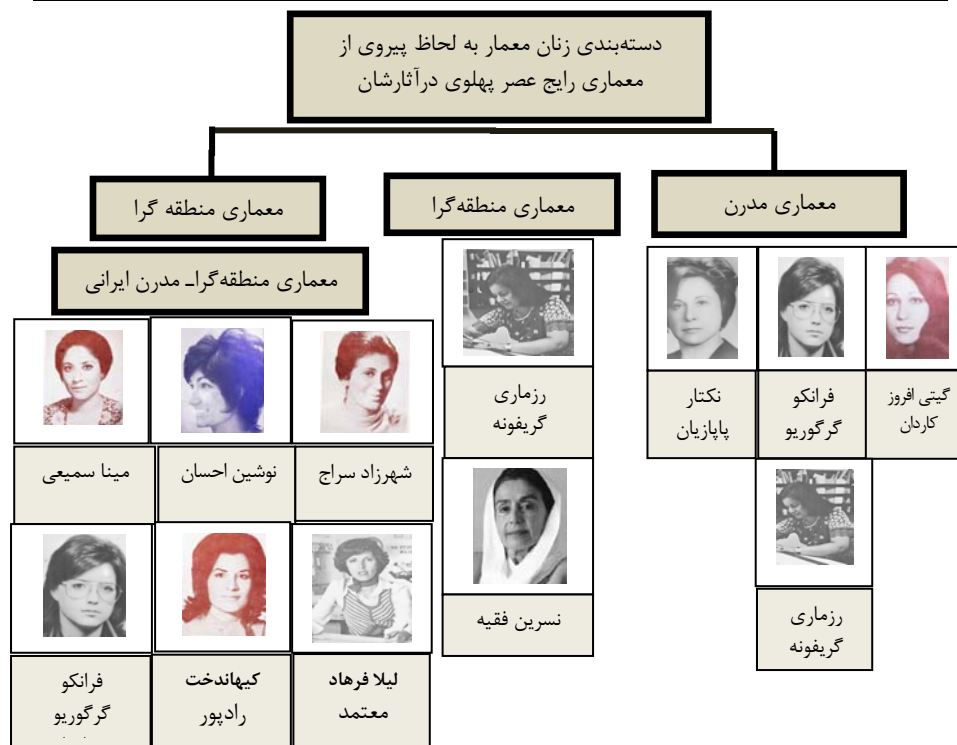 دسته‌بندی زنان معمار به لحاظ پیروی از
معماری رایج عصر پهلوی درآثارشان
معماری مدرن
معماری منطقه‌گرا
معماری منطقه گرا
معماری منطقه‌گرا‌ـ مدرن ایرانی
گیتی افروز
کاردان
فرانکو
گرگوریو
نکتار
پاپازیان
رزماری
گریفونه
رزماری
گریفونه
نسرین فقیه
شهرزاد سراج
نوشین احسان
مینا سمیعی
لیلا فرهاد
معتمد
کیهاندخت
رادپور
فرانکو
گرگوریو